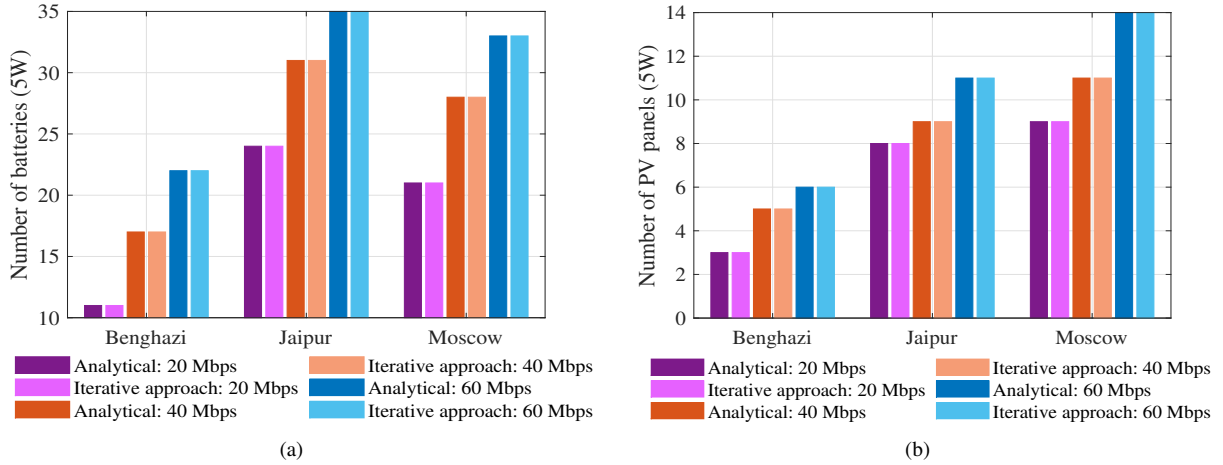 Number of batteries (5W)
35
30
25
20
15
10
Benghazi
Jaipur
Moscow
Analytical: 20 Mbps
Iterative approach: 20 Mbps
Analytical: 40 Mbps
Iterative approach: 40 Mbps
Analytical: 60 Mbps
Iterative approach: 60 Mbps
(a)
Number of PV panels (5W)
14
12
10
8
6
4
2
0
Benghazi
Jaipur
Moscow
Analytical: 20 Mbps
Iterative approach: 20 Mbps
Analytical: 40 Mbps
Iterative approach: 40 Mbps
Analytical: 60 Mbps
Iterative approach: 60 Mbps
(b)